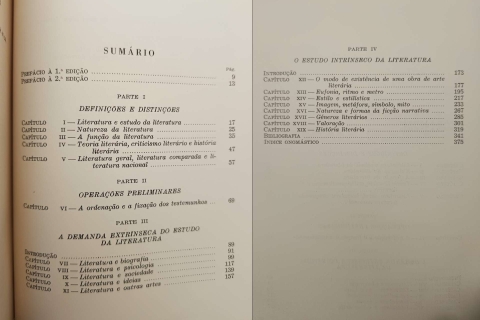 SUMÁRIO
Pág.
PREFÁCIO À 1.ª EDIÇÃO 9
PREFÁCIO À 2.ª EDIÇÃO 13
PARTE I
DEFINIÇÕES E DISTINÇÕES
CAPÍTULO I — Literatura e estudo da literatura 17
CAPÍTULO II — Natureza da literatura 25
CAPÍTULO III — A função da literatura 35
CAPÍTULO IV — Teoria literária, criticismo literário e história
literária 47
CAPÍTULO V — Literatura geral, literatura comparada e li-
teratura nacional 57
PARTE II
OPERAÇÕES PRELIMINARES
CAPÍTULO VI — A ordenação e a fixação dos testemunhos 69
PARTE III
A DEMANDA EXTRÍNSECA DO ESTUDO
DA LITERATURA
INTRODUÇÃO 89
CAPÍTULO VII — Literatura e biografia 91
CAPÍTULO VIII — Literatura e psicologia 99
CAPÍTULO IX — Literatura e sociedade 117
CAPÍTULO X — Literatura e ideias 139
CAPÍTULO XI — Literatura e outras artes 157
PARTE IV
O ESTUDO INTRÍNSECO DA LITERATURA
INTRODUÇÃO 173
CAPÍTULO XII — O modo de existência de uma obra de arte
literária 177
CAPÍTULO XIII — Eufonia, ritmo e metro 195
CAPÍTULO XIV — Estilo e estilística 217
CAPÍTULO XV — Imagem, metáfora, símbolo, mito 231
CAPÍTULO XVI — Natureza e formas da ficção narrativa 267
CAPÍTULO XVII — Géneros literários 285
CAPÍTULO XVIII — Valoração 301
CAPÍTULO XIX — História literária 319
BIBLIOGRAFIA 341
ÍNDICE ONOMÁSTICO 375